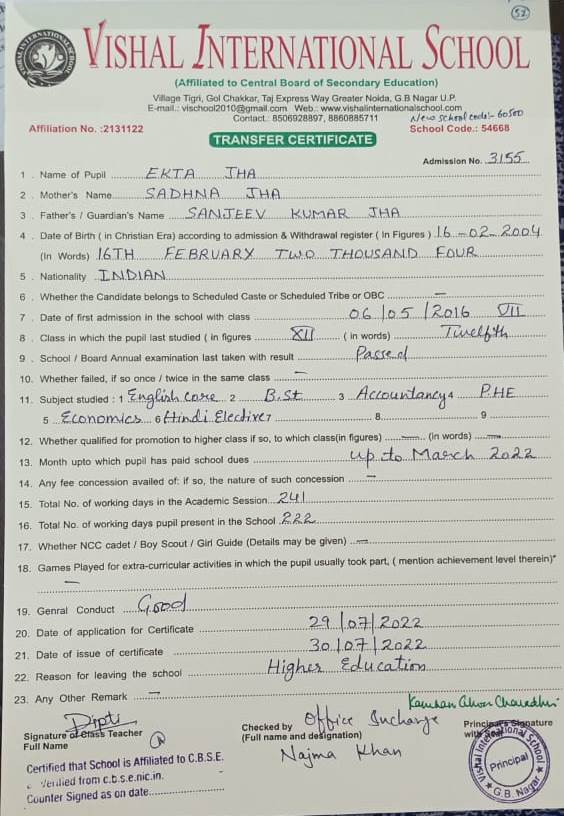 52
VISHAL INTERNATIONAL SCHOOL
(Affiliated to Central Board of Secondary Education)
Village Tigri, Gol Chakkar, Taj Express Way Greater Noida, G.B Nagar U.P.
E-mail.: vischool2010@gmail.com Web.: www.vishalinternationalschool.com
Contact.: 8506928897, 8860885711 New School code:- 60500
Affiliation No. :2131122 School Code.: 54668
TRANSFER CERTIFICATE
Admission No. 3155
1 . Name of Pupil EKTA JHA
2 . Mother's Name SADHNA JHA
3 . Father's / Guardian's Name SANJEEV KUMAR JHA
4 . Date of Birth ( in Christian Era) according to admission & Withdrawal register ( In Figures ) 16-02-2004
(In Words) 16TH FEBRUARY TWO THOUSAND FOUR
5 . Nationality INDIAN
6 . Whether the Candidate belongs to Scheduled Caste or Scheduled Tribe or OBC —
7 . Date of first admission in the school with class 06/05/2016 VII
8 . Class in which the pupil last studied ( in figures XII ( in words) Twelfth
9 . School / Board Annual examination last taken with result Passed
10. Whether failed, if so once / twice in the same class —
11. Subject studied : 1 English core 2 B.St 3 Accountancy 4 P.HE
5 Economics 6 Hindi Elective 7 8 9
12. Whether qualified for promotion to higher class if so, to which class(in figures) — (in words) —
13. Month upto which pupil has paid school dues up to March 2022
14. Any fee concession availed of: if so, the nature of such concession —
15. Total No. of working days in the Academic Session 241
16. Total No. of working days pupil present in the School 222
17. Whether NCC cadet / Boy Scout / Girl Guide (Details may be given) —
18. Games Played for extra-curricular activities in which the pupil usually took part, ( mention achievement level therein)*
—
19. Genral Conduct Good
20. Date of application for Certificate 29/07/2022
21. Date of issue of certificate 30/07/2022
22. Reason for leaving the school Higher Education
23. Any Other Remark —
Dipti
Signature of Class Teacher
Full Name
Checked by Office Incharge
(Full name and designation)
Najma Khan
Principal's Signature
with Seal
Vishal International School
Principal
G.B. Nagar
Certified that School is Affiliated to C.B.S.E.
Verified from c.b.s.e.nic.in.
Counter Signed as on date